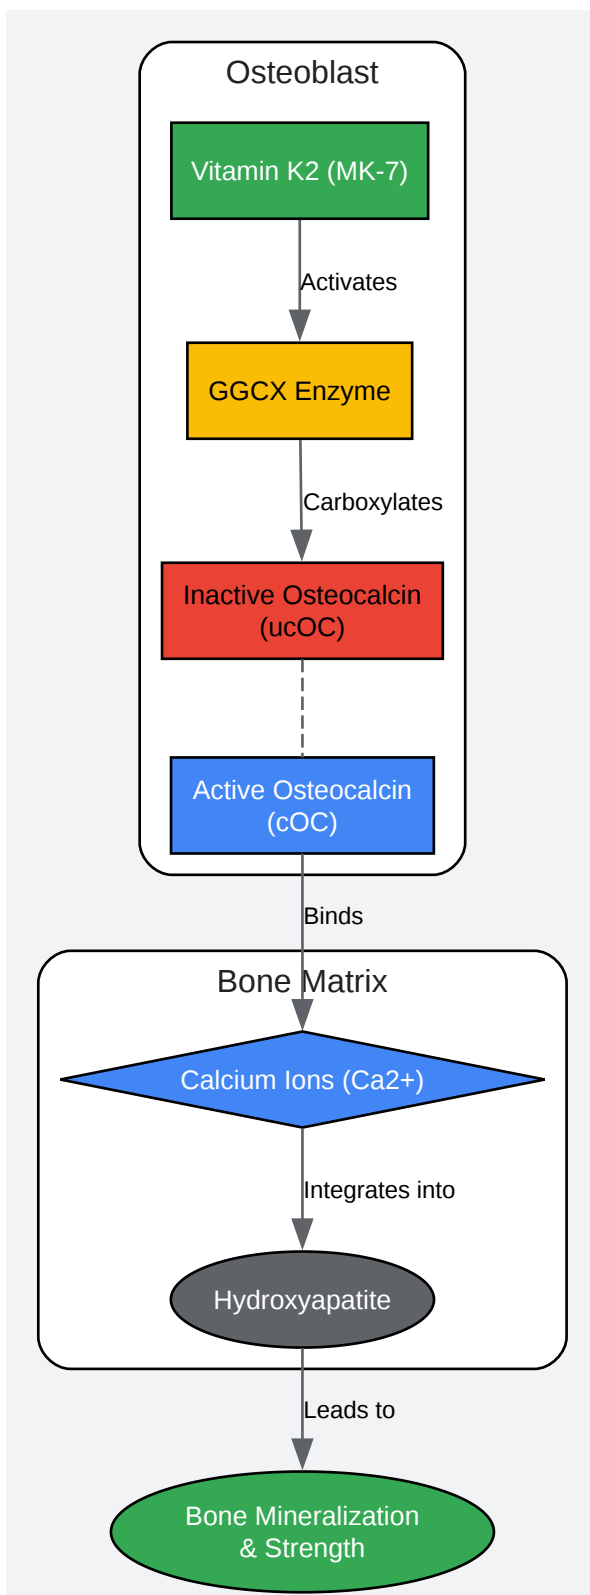 Osteoblast
Vitamin K2 (MK-7)
Activates
GGCX Enzyme
Carboxylates
Inactive Osteocalcin
(ucOC)
Active Osteocalcin
(cOC)
Binds
Bone Matrix
Calcium Ions (Ca2+)
Integrates into
Hydroxyapatite
Leads to
Bone Mineralization
& Strength